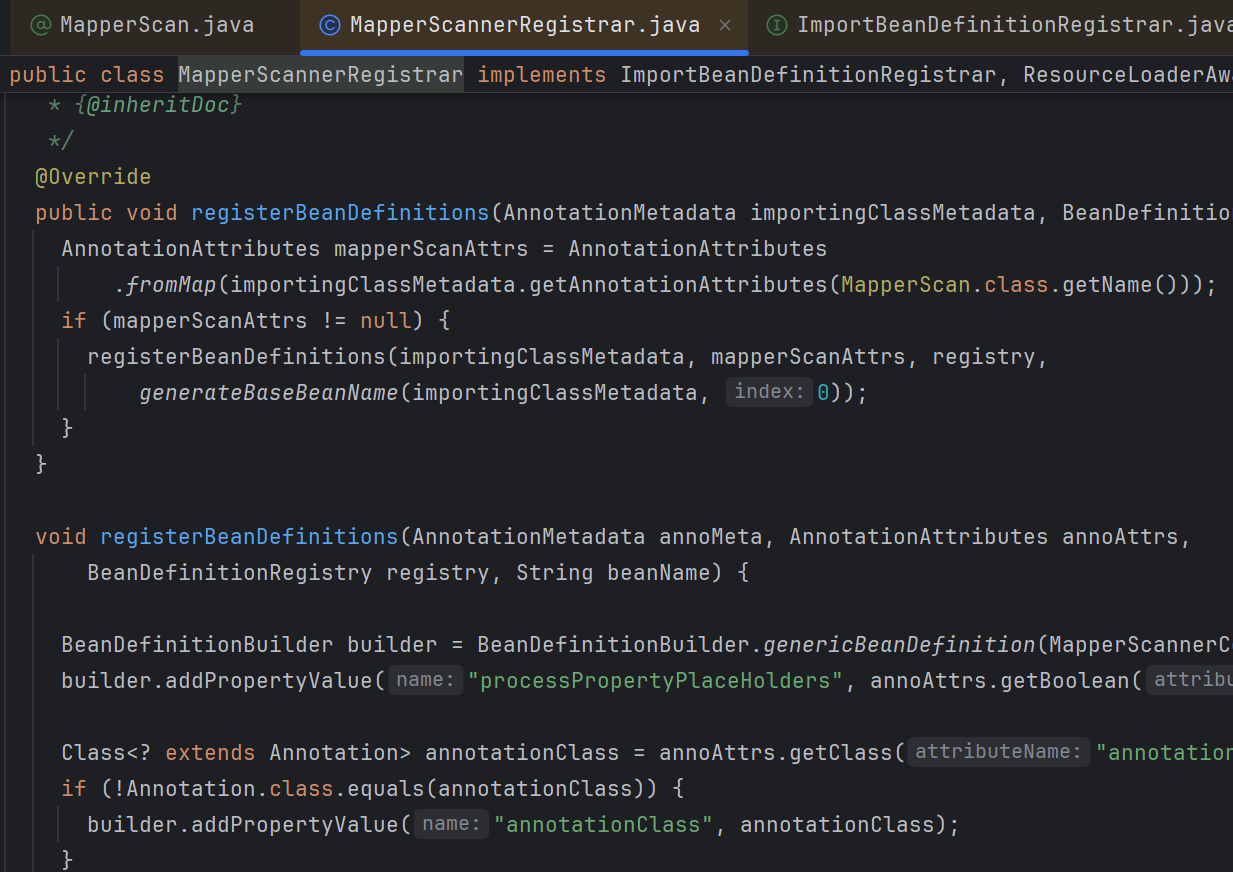 MapperScan.java MapperScannerRegistrar.java × ImportBeanDefinitionRegistrar.java
public class MapperScannerRegistrar implements ImportBeanDefinitionRegistrar, ResourceLoaderAw
* {@inheritDoc}
*/
@Override
public void registerBeanDefinitions(AnnotationMetadata importingClassMetadata, BeanDefinitio
AnnotationAttributes mapperScanAttrs = AnnotationAttributes
.fromMap(importingClassMetadata.getAnnotationAttributes(MapperScan.class.getName()));
if (mapperScanAttrs != null) {
registerBeanDefinitions(importingClassMetadata, mapperScanAttrs, registry,
generateBaseBeanName(importingClassMetadata, index: 0));
}
}
void registerBeanDefinitions(AnnotationMetadata annoMeta, AnnotationAttributes annoAttrs,
BeanDefinitionRegistry registry, String beanName) {
BeanDefinitionBuilder builder = BeanDefinitionBuilder.genericBeanDefinition(MapperScannerC
builder.addPropertyValue( name: "processPropertyPlaceHolders", annoAttrs.getBoolean( attribu
Class<? extends Annotation> annotationClass = annoAttrs.getClass( attributeName: "annotation
if (!Annotation.class.equals(annotationClass)) {
builder.addPropertyValue( name: "annotationClass", annotationClass);
}